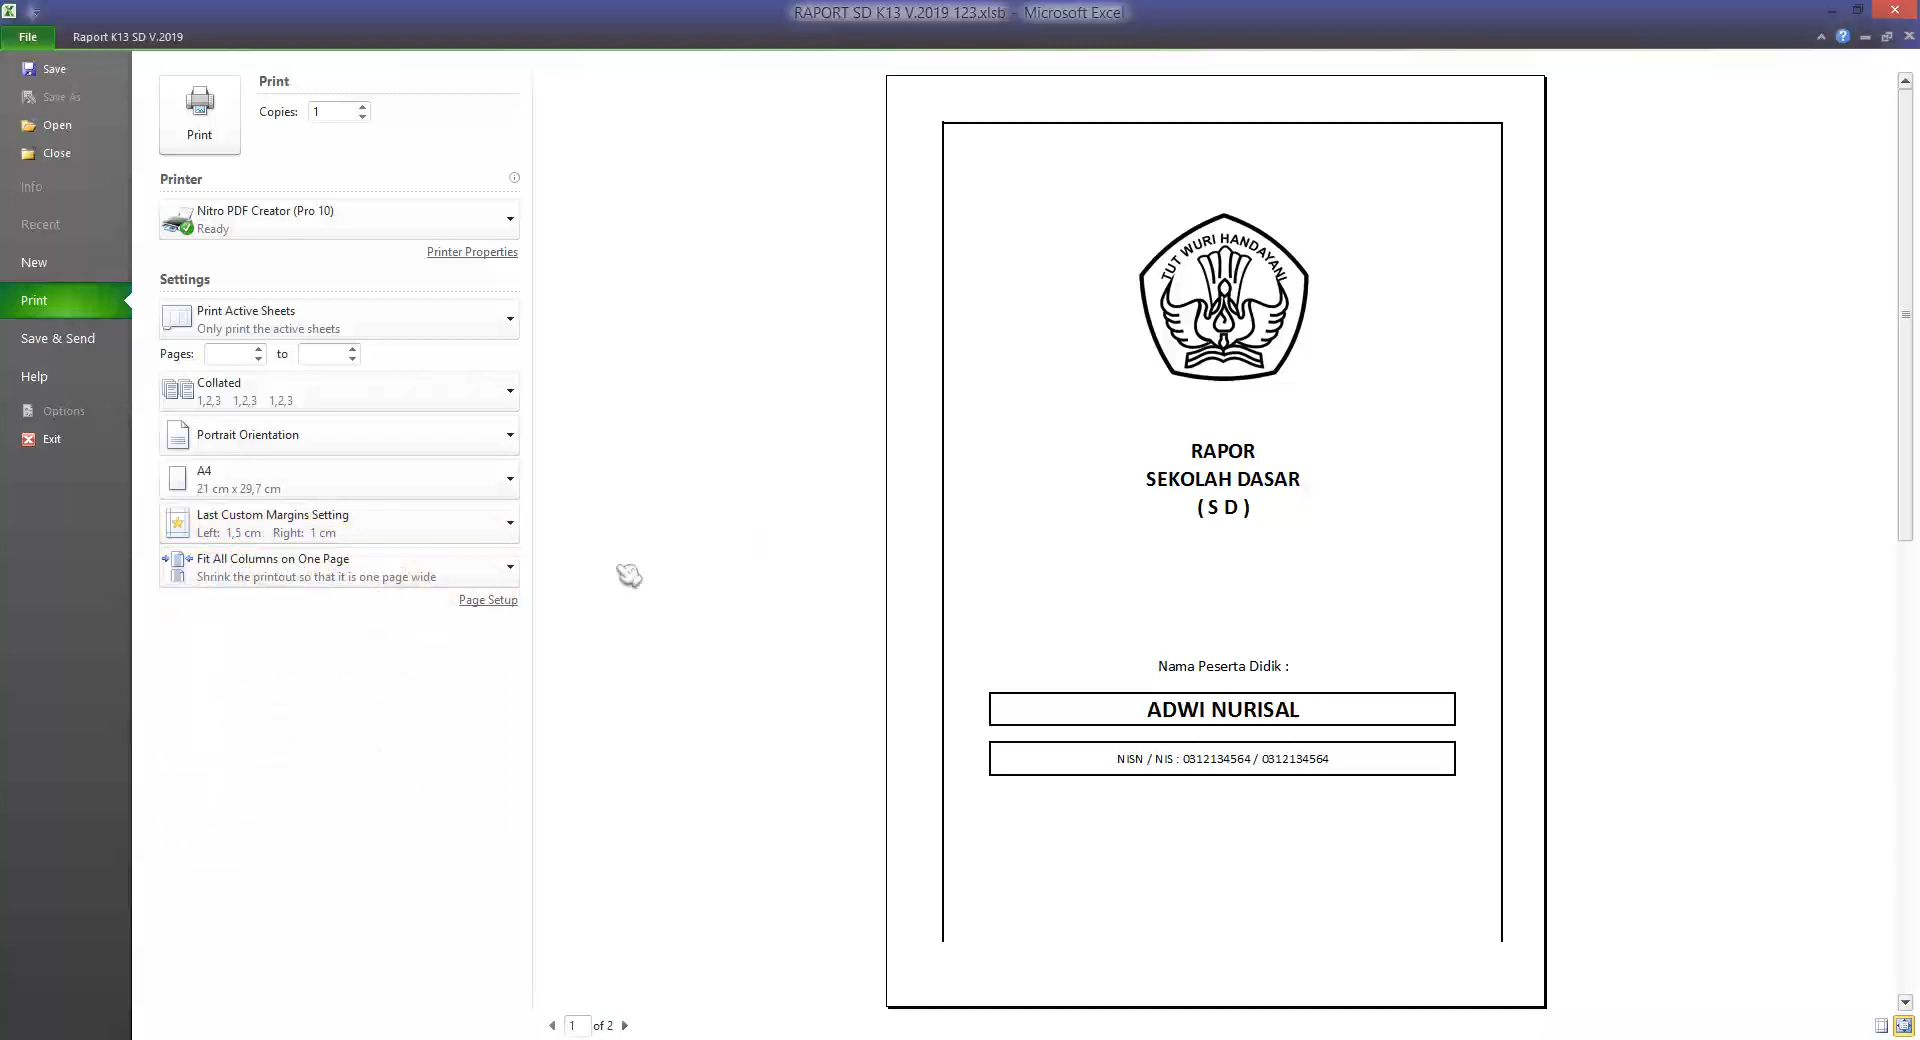 RAPORT SD K13 V.2019 123.xlsb - Microsoft Excel
File
Raport K13 SD V.2019
Save
Save As
Open
Close
Info
Recent
New
Print
Save & Send
Help
Options
Exit
Print
Print
Copies: 1
Printer
Nitro PDF Creator (Pro 10)
Ready
Printer Properties
Settings
Print Active Sheets
Only print the active sheets
Pages: to
Collated
1,2,3 1,2,3 1,2,3
Portrait Orientation
A4
21 cm x 29,7 cm
Last Custom Margins Setting
Left: 1,5 cm Right: 1 cm
Fit All Columns on One Page
Shrink the printout so that it is one page wide
Page Setup
TUT WURI HANDAYANI
RAPOR
SEKOLAH DASAR
( S D )
Nama Peserta Didik :
ADWI NURISAL
NISN / NIS : 0312134564 / 0312134564
1 of 2